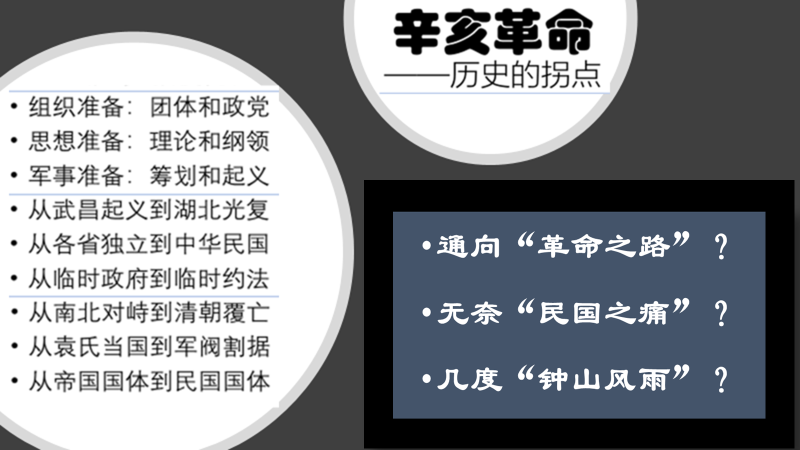 辛亥革命
——历史的拐点
• 组织准备：团体和政党
• 思想准备：理论和纲领
• 军事准备：筹划和起义
• 从武昌起义到湖北光复
• 从各省独立到中华民国
• 从临时政府到临时约法
• 从南北对峙到清朝覆亡
• 从袁氏当国到军阀割据
• 从帝国国体到民国国体
•通向“革命之路”？
•无奈“民国之痛”？
•几度“钟山风雨”？